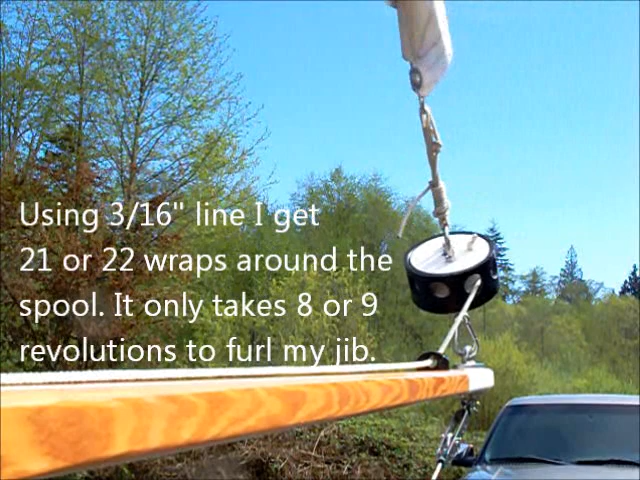 Using 3/16" line I get
21 or 22 wraps around the
spool. It only takes 8 or 9
revolutions to furl my jib.